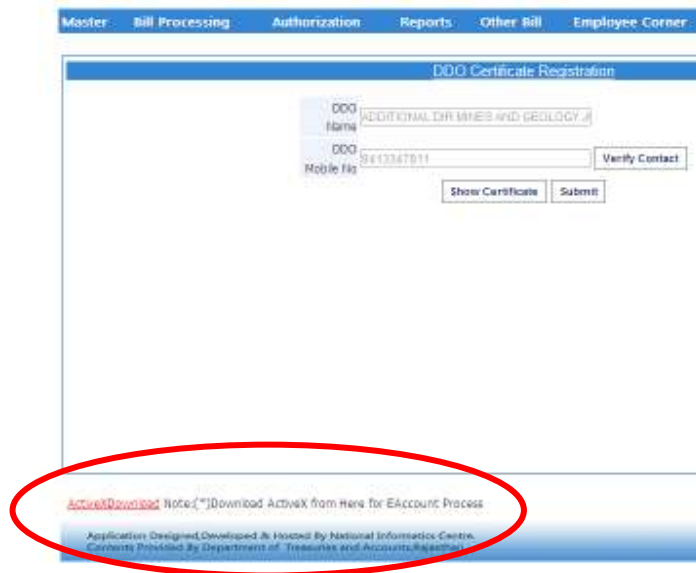 Master Bill Processing Authorization Reports Other Bill Employee Corner
DDO Certificate Registration
DDO Name ADDITIONAL DIR MINES AND GEOLOGY
DDO Mobile No Verify Contact
Show Certificate Submit
ActiveXDownload Note:(*)Download ActiveX from Here for EAccount Process
Application Designed,Developed & Hosted By National Informatics Centre.
Contents Provided By Department of Treasuries and Accounts,Rajasthan